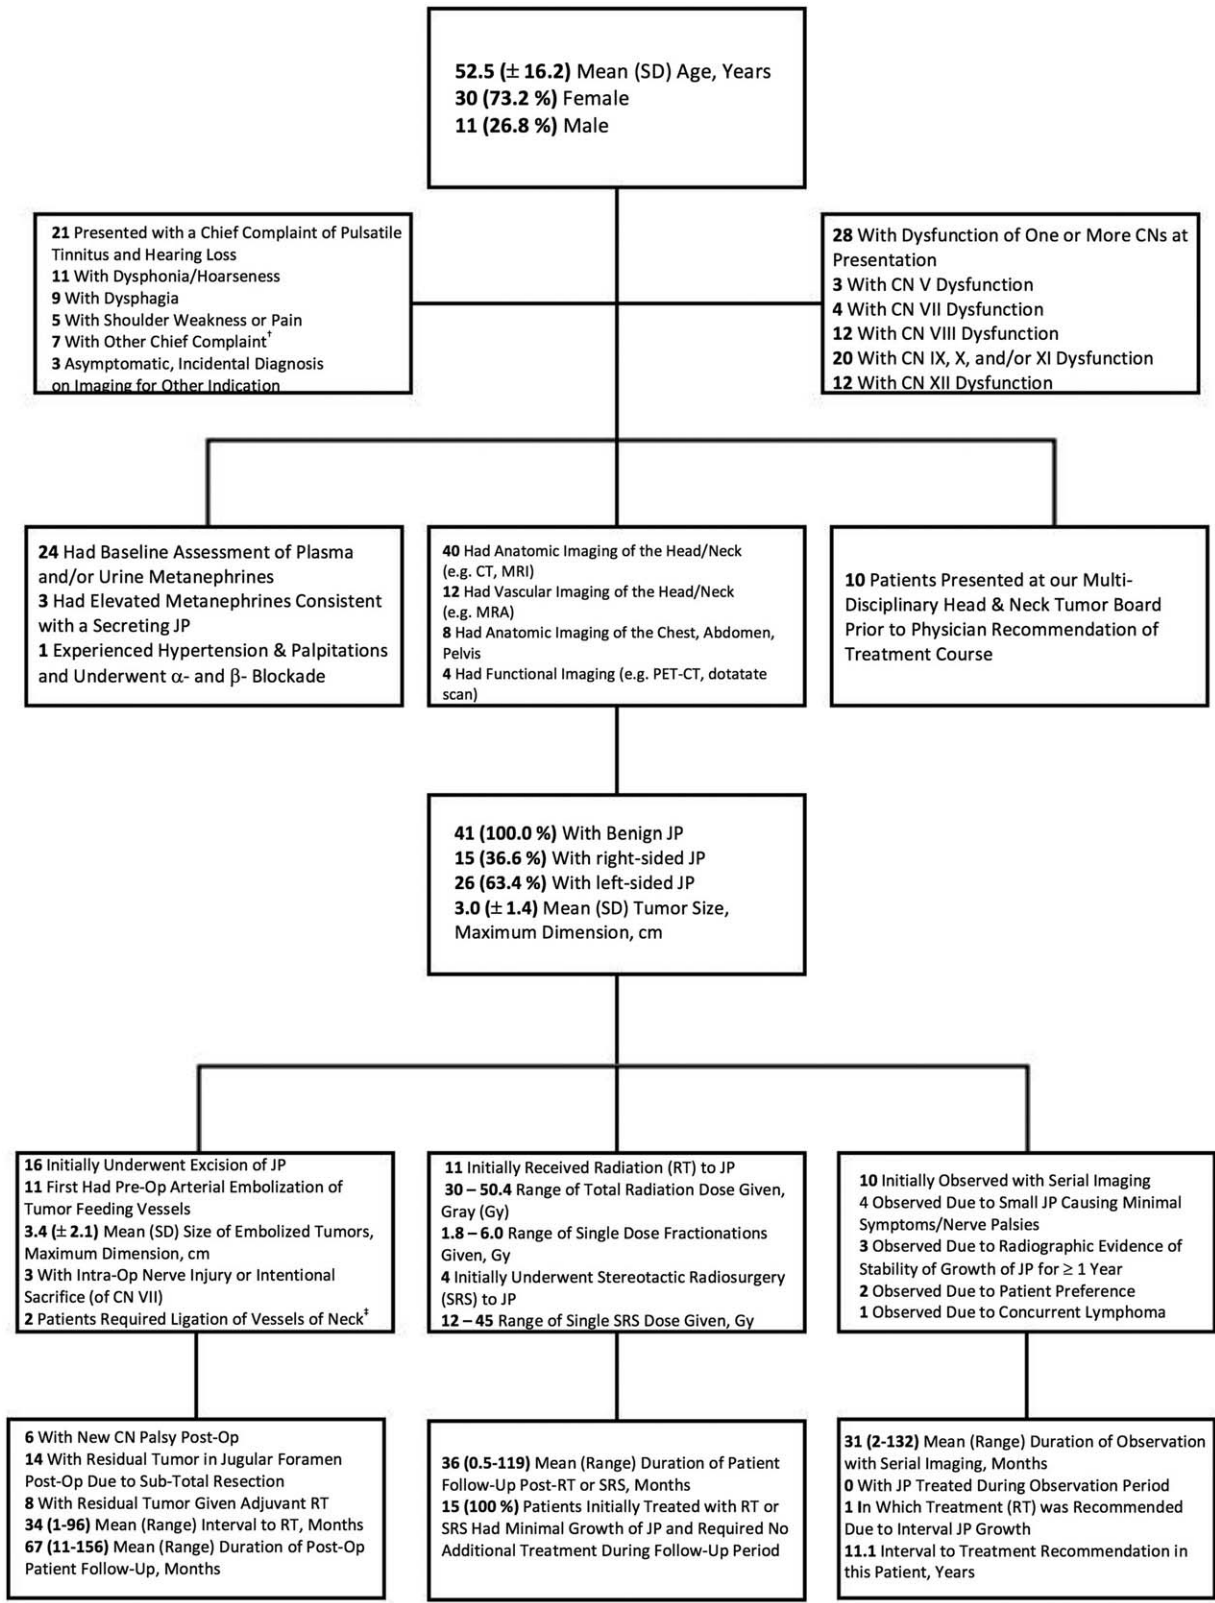 52.5 (± 16.2) Mean (SD) Age, Years
30 (73.2 %) Female
11 (26.8 %) Male
21 Presented with a Chief Complaint of Pulsatile
Tinnitus and Hearing Loss
11 With Dysphonia/Hoarseness
9 With Dysphagia
5 With Shoulder Weakness or Pain
7 With Other Chief Complaint†
3 Asymptomatic, Incidental Diagnosis
on Imaging for Other Indication
28 With Dysfunction of One or More CNs at
Presentation
3 With CN V Dysfunction
4 With CN VII Dysfunction
12 With CN VIII Dysfunction
20 With CN IX, X, and/or XI Dysfunction
12 With CN XII Dysfunction
24 Had Baseline Assessment of Plasma
and/or Urine Metanephrines
3 Had Elevated Metanephrines Consistent
with a Secreting JP
1 Experienced Hypertension & Palpitations
and Underwent α- and β- Blockade
40 Had Anatomic Imaging of the Head/Neck
(e.g. CT, MRI)
12 Had Vascular Imaging of the Head/Neck
(e.g. MRA)
8 Had Anatomic Imaging of the Chest, Abdomen,
Pelvis
4 Had Functional Imaging (e.g. PET-CT, dotatate
scan)
10 Patients Presented at our Multi-
Disciplinary Head & Neck Tumor Board
Prior to Physician Recommendation of
Treatment Course
41 (100.0 %) With Benign JP
15 (36.6 %) With right-sided JP
26 (63.4 %) With left-sided JP
3.0 (± 1.4) Mean (SD) Tumor Size,
Maximum Dimension, cm
16 Initially Underwent Excision of JP
11 First Had Pre-Op Arterial Embolization of
Tumor Feeding Vessels
3.4 (± 2.1) Mean (SD) Size of Embolized Tumors,
Maximum Dimension, cm
3 With Intra-Op Nerve Injury or Intentional
Sacrifice (of CN VII)
2 Patients Required Ligation of Vessels of Neck‡
11 Initially Received Radiation (RT) to JP
30 – 50.4 Range of Total Radiation Dose Given,
Gray (Gy)
1.8 – 6.0 Range of Single Dose Fractionations
Given, Gy
4 Initially Underwent Stereotactic Radiosurgery
(SRS) to JP
12 – 45 Range of Single SRS Dose Given, Gy
10 Initially Observed with Serial Imaging
4 Observed Due to Small JP Causing Minimal
Symptoms/Nerve Palsies
3 Observed Due to Radiographic Evidence of
Stability of Growth of JP for ≥ 1 Year
2 Observed Due to Patient Preference
1 Observed Due to Concurrent Lymphoma
6 With New CN Palsy Post-Op
14 With Residual Tumor in Jugular Foramen
Post-Op Due to Sub-Total Resection
8 With Residual Tumor Given Adjuvant RT
34 (1-96) Mean (Range) Interval to RT, Months
67 (11-156) Mean (Range) Duration of Post-Op
Patient Follow-Up, Months
36 (0.5-119) Mean (Range) Duration of Patient
Follow-Up Post-RT or SRS, Months
15 (100 %) Patients Initially Treated with RT or
SRS Had Minimal Growth of JP and Required No
Additional Treatment During Follow-Up Period
31 (2-132) Mean (Range) Duration of Observation
with Serial Imaging, Months
0 With JP Treated During Observation Period
1 In Which Treatment (RT) was Recommended
Due to Interval JP Growth
11.1 Interval to Treatment Recommendation in
this Patient, Years